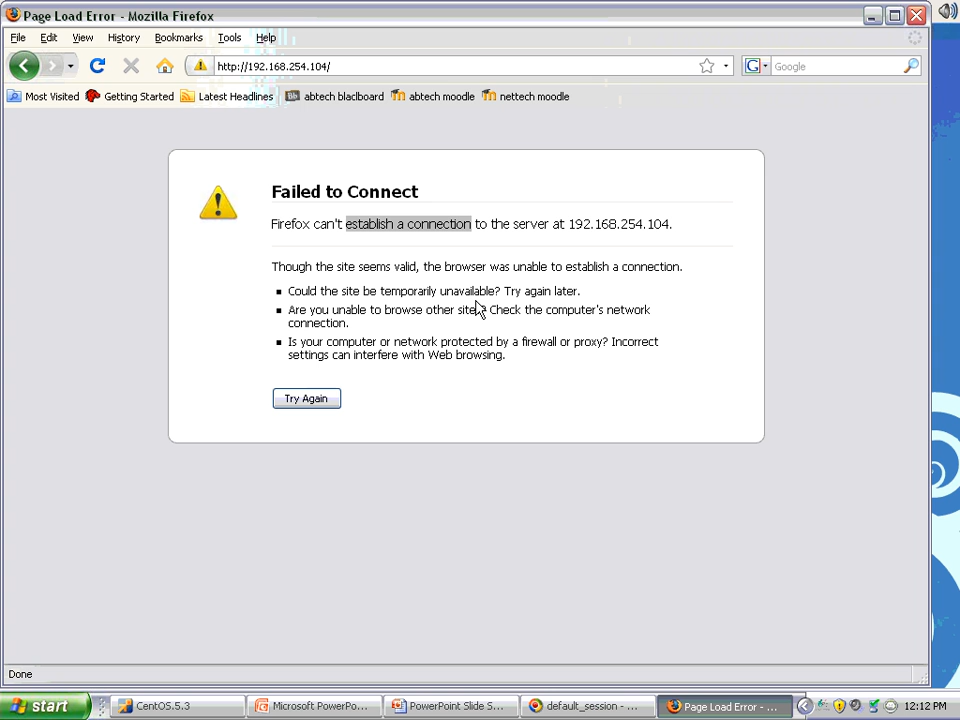 Page Load Error - Mozilla Firefox
File Edit View History Bookmarks Tools Help
http://192.168.254.104/
G Google
Most Visited Getting Started Latest Headlines Bb abtech blaclboard abtech moodle nettech moodle
Failed to Connect
Firefox can't establish a connection to the server at 192.168.254.104.
Though the site seems valid, the browser was unable to establish a connection.
Could the site be temporarily unavailable? Try again later.
Are you unable to browse other sites? Check the computer's network
connection.
Is your computer or network protected by a firewall or proxy? Incorrect
settings can interfere with Web browsing.
Try Again
Done
start CentOS.5.3 Microsoft PowerPo... PowerPoint Slide S... default_session - ... Page Load Error - ... 12:12 PM